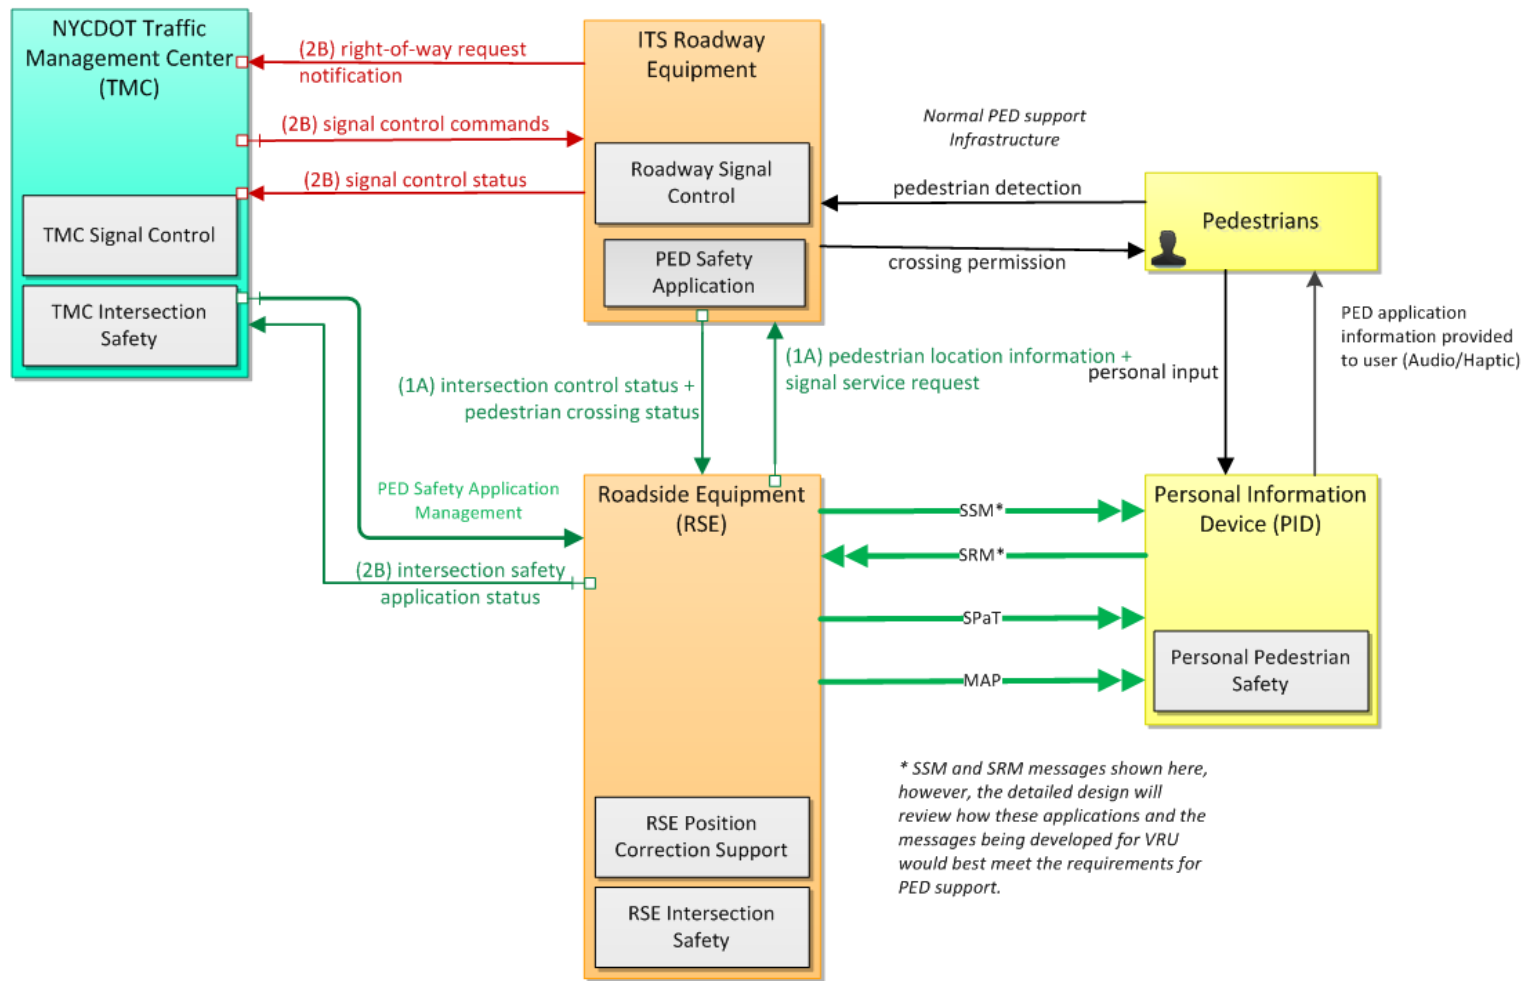 NYCDOT Traffic
Management Center
(TMC)
TMC Signal Control
TMC Intersection
Safety
(2B) right-of-way request
notification
(2B) signal control commands
(2B) signal control status
ITS Roadway
Equipment
Roadway Signal
Control
PED Safety
Application
Normal PED support
Infrastructure
pedestrian detection
crossing permission
Pedestrians
PED application
information provided
to user (Audio/Haptic)
personal input
(1A) pedestrian location information +
signal service request
(1A) intersection control status +
pedestrian crossing status
PED Safety Application
Management
(2B) intersection safety
application status
Roadside Equipment
(RSE)
SSM*
SRM*
SPaT
MAP
Personal Information
Device (PID)
Personal Pedestrian
Safety
RSE Position
Correction Support
RSE Intersection
Safety
* SSM and SRM messages shown here,
however, the detailed design will
review how these applications and the
messages being developed for VRU
would best meet the requirements for
PED support.